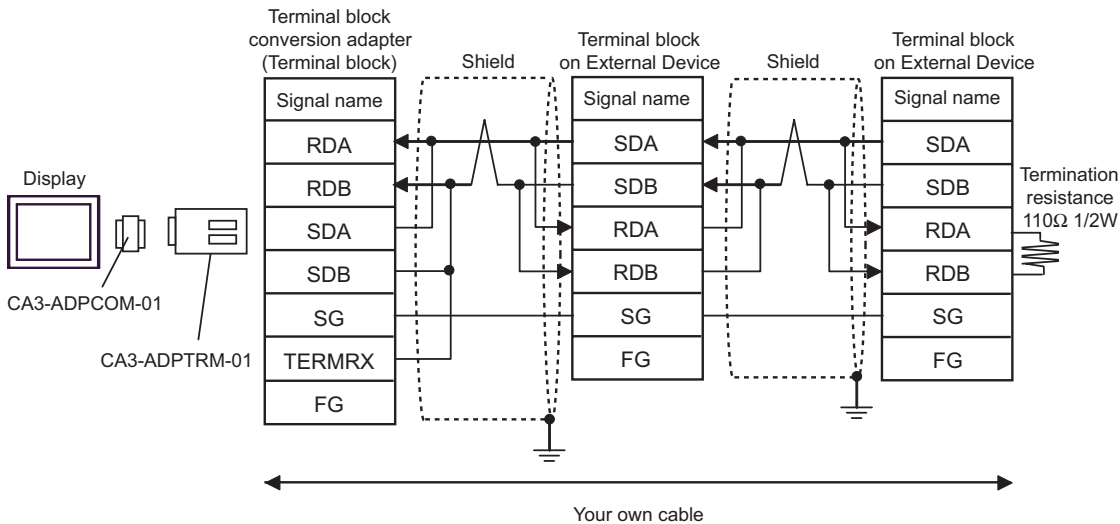 Terminal block
conversion adapter
(Terminal block)
Shield
Terminal block
on External Device
Shield
Terminal block
on External Device
Signal name
RDA
RDB
SDA
SDB
SG
TERMRX
FG
Signal name
SDA
SDB
RDA
RDB
SG
FG
Signal name
SDA
SDB
RDA
RDB
SG
FG
Termination
resistance
110Ω 1/2W
Display
CA3-ADPCOM-01
CA3-ADPTRM-01
Your own cable